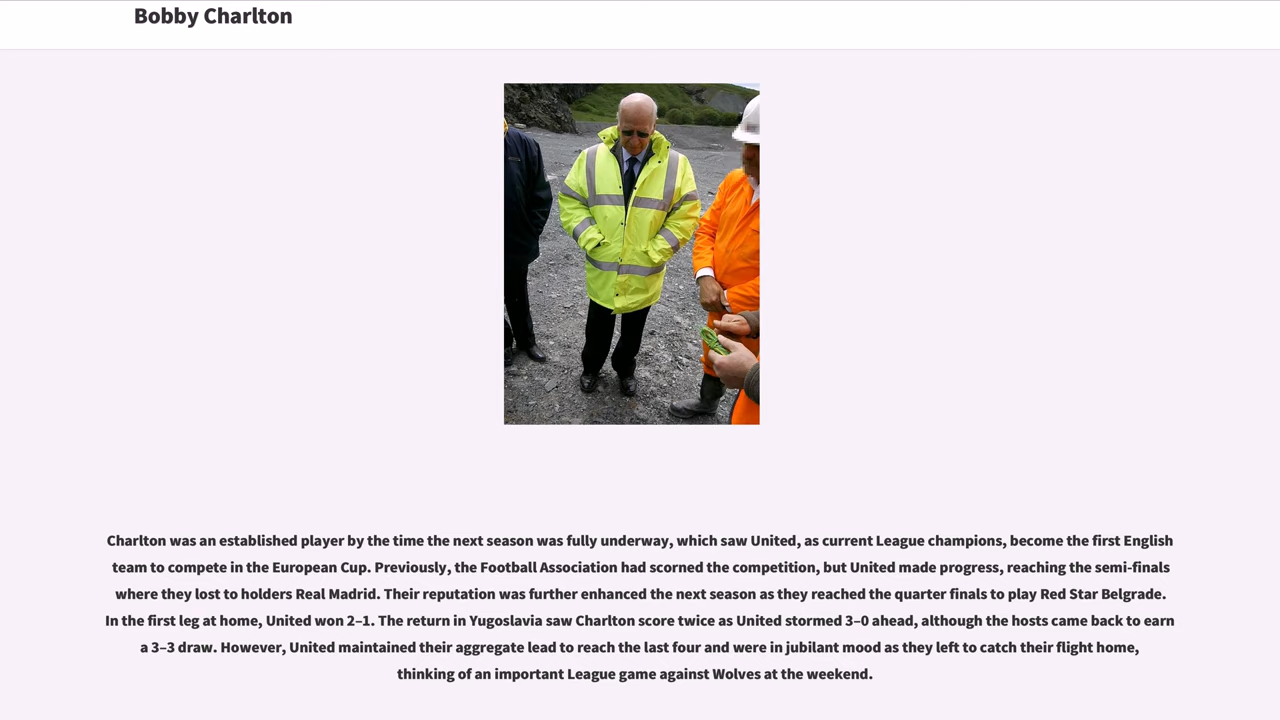 Bobby Charlton
Charlton was an established player by the time the next season was fully underway, which saw United, as current League champions, become the first English
team to compete in the European Cup. Previously, the Football Association had scorned the competition, but United made progress, reaching the semi-finals
where they lost to holders Real Madrid. Their reputation was further enhanced the next season as they reached the quarter finals to play Red Star Belgrade.
In the first leg at home, United won 2–1. The return in Yugoslavia saw Charlton score twice as United stormed 3–0 ahead, although the hosts came back to earn
a 3–3 draw. However, United maintained their aggregate lead to reach the last four and were in jubilant mood as they left to catch their flight home,
thinking of an important League game against Wolves at the weekend.